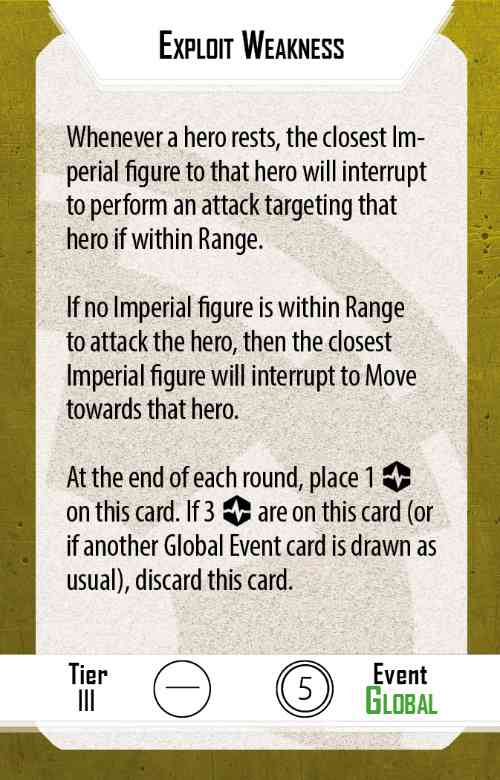 Exploit Weakness
Whenever a hero rests, the closest Im-
perial figure to that hero will interrupt
to perform an attack targeting that
hero if within Range.
If no Imperial figure is within Range
to attack the hero, then the closest
Imperial figure will interrupt to Move
towards that hero.
At the end of each round, place 1
on this card. If 3 are on this card (or
if another Global Event card is drawn as
usual), discard this card.
Tier
III
—
5
Event
Global